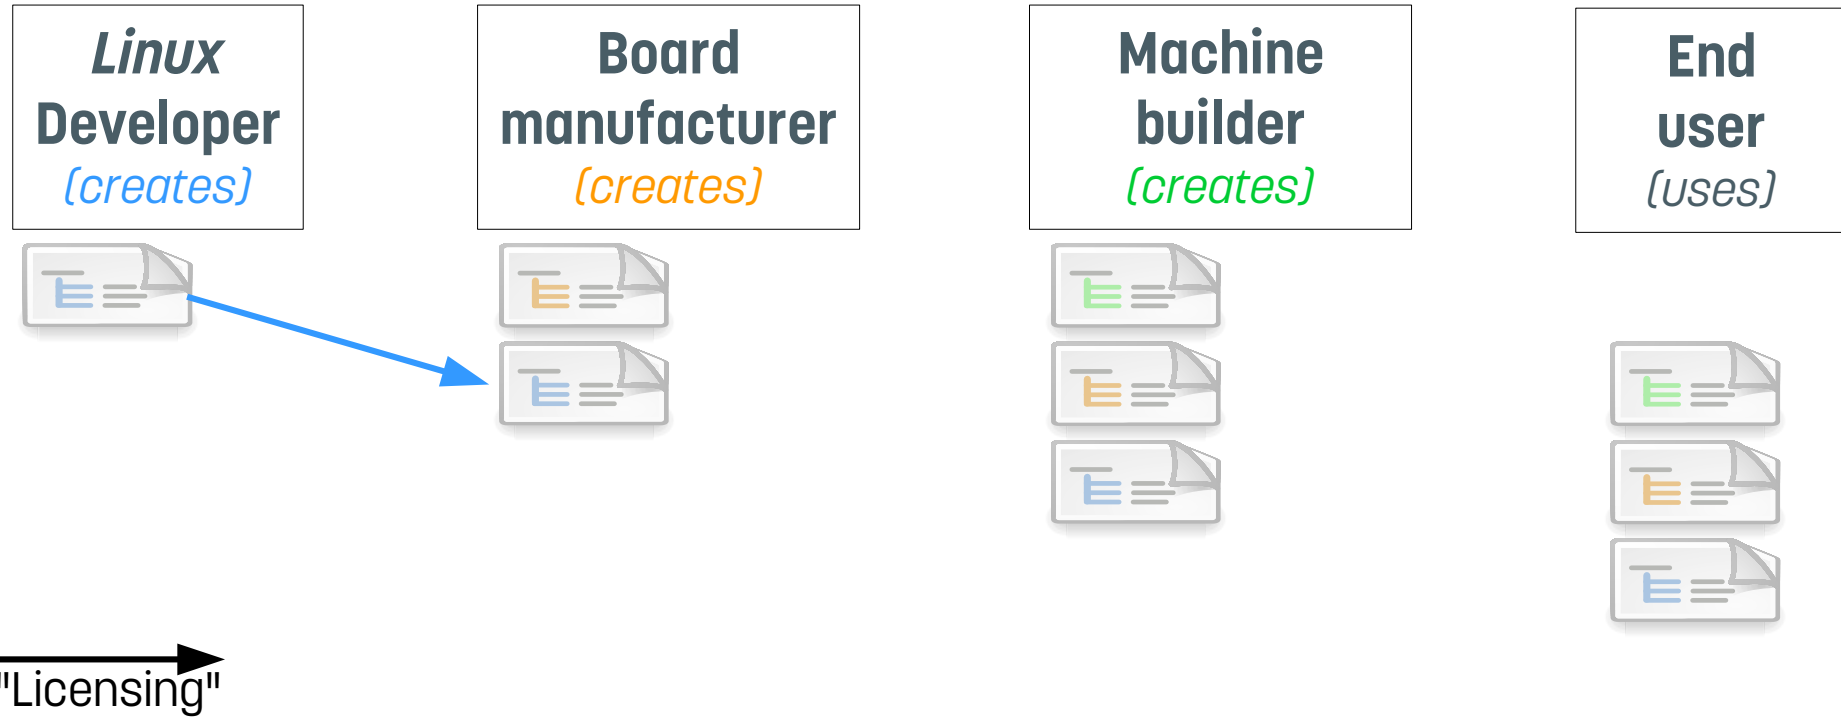 Linux
Developer
(creates)
Board
manufacturer
(creates)
Machine
builder
(creates)
End
user
(uses)
"Licensing"